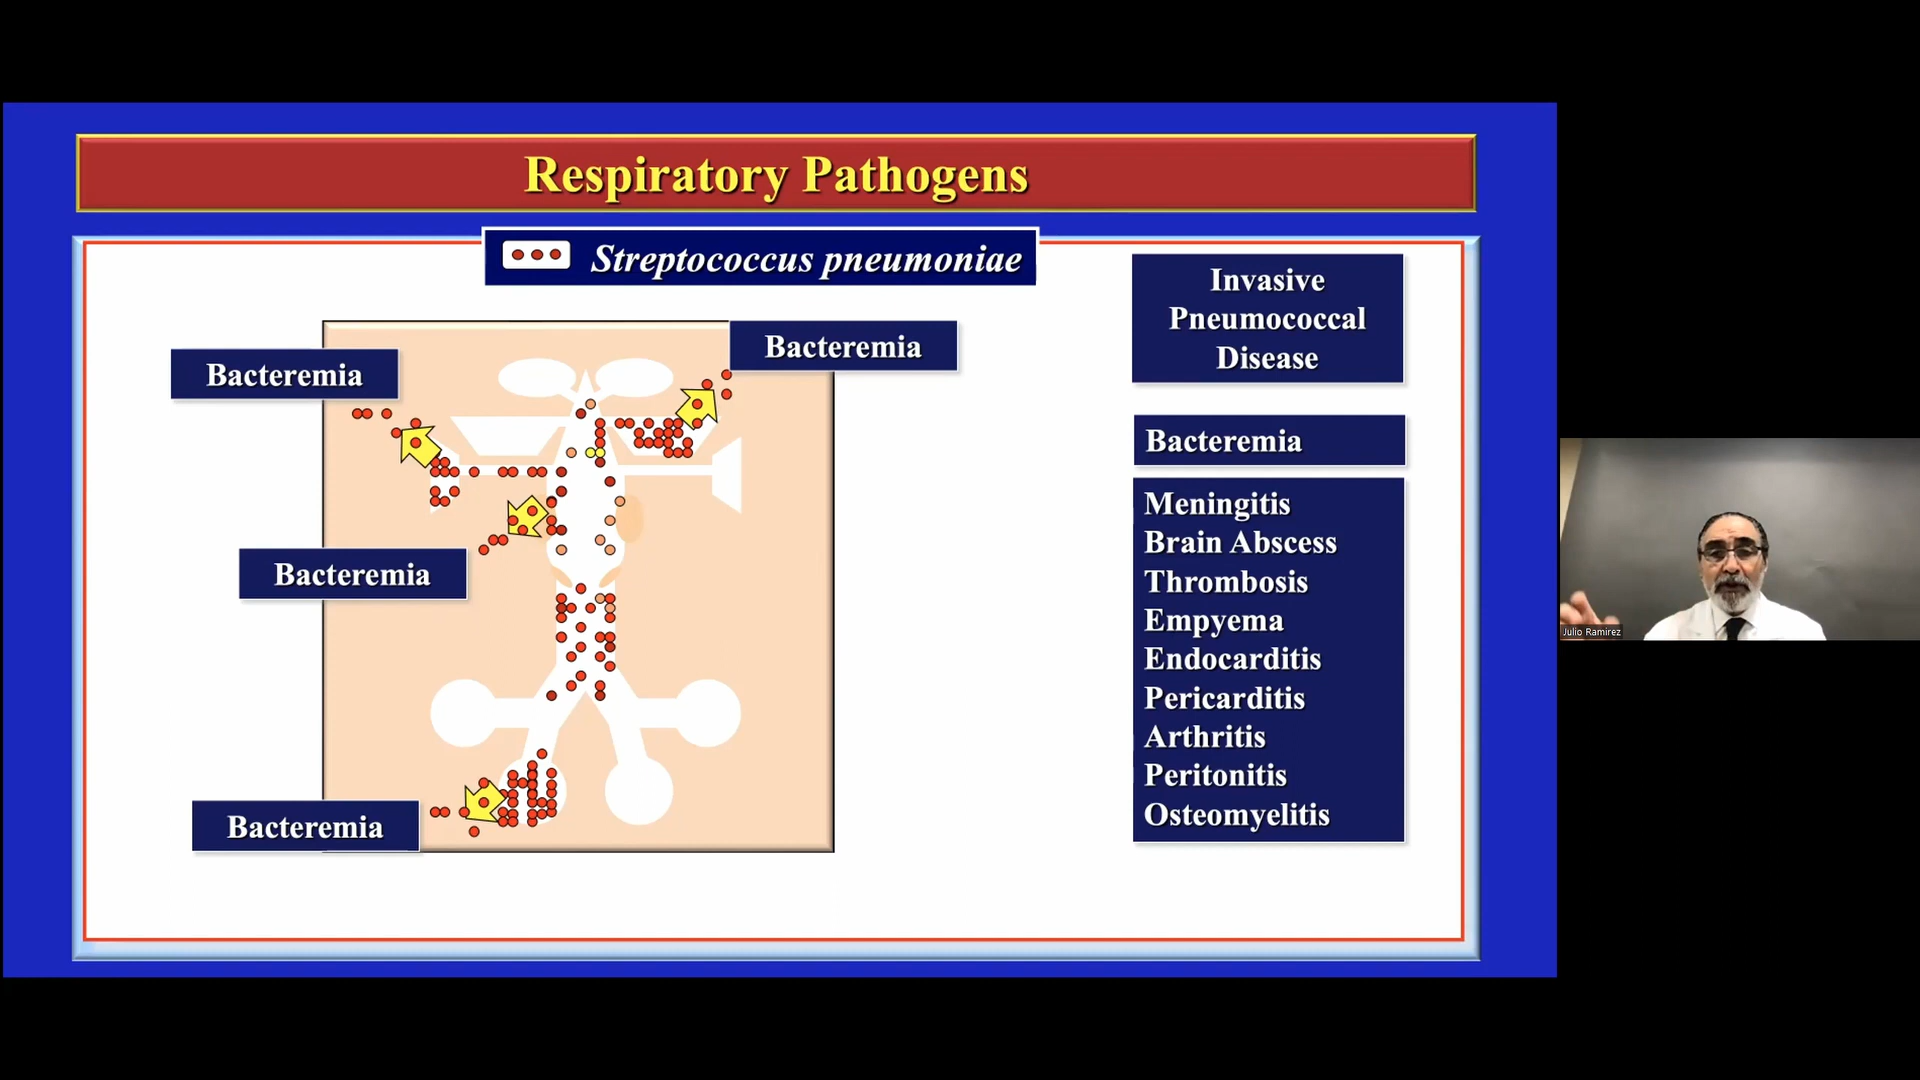 Respiratory Pathogens
Streptococcus pneumoniae
Bacteremia
Bacteremia
Bacteremia
Bacteremia
Invasive
Pneumococcal
Disease
Bacteremia
Meningitis
Brain Abscess
Thrombosis
Empyema
Endocarditis
Pericarditis
Arthritis
Peritonitis
Osteomyelitis
Julio Ramirez